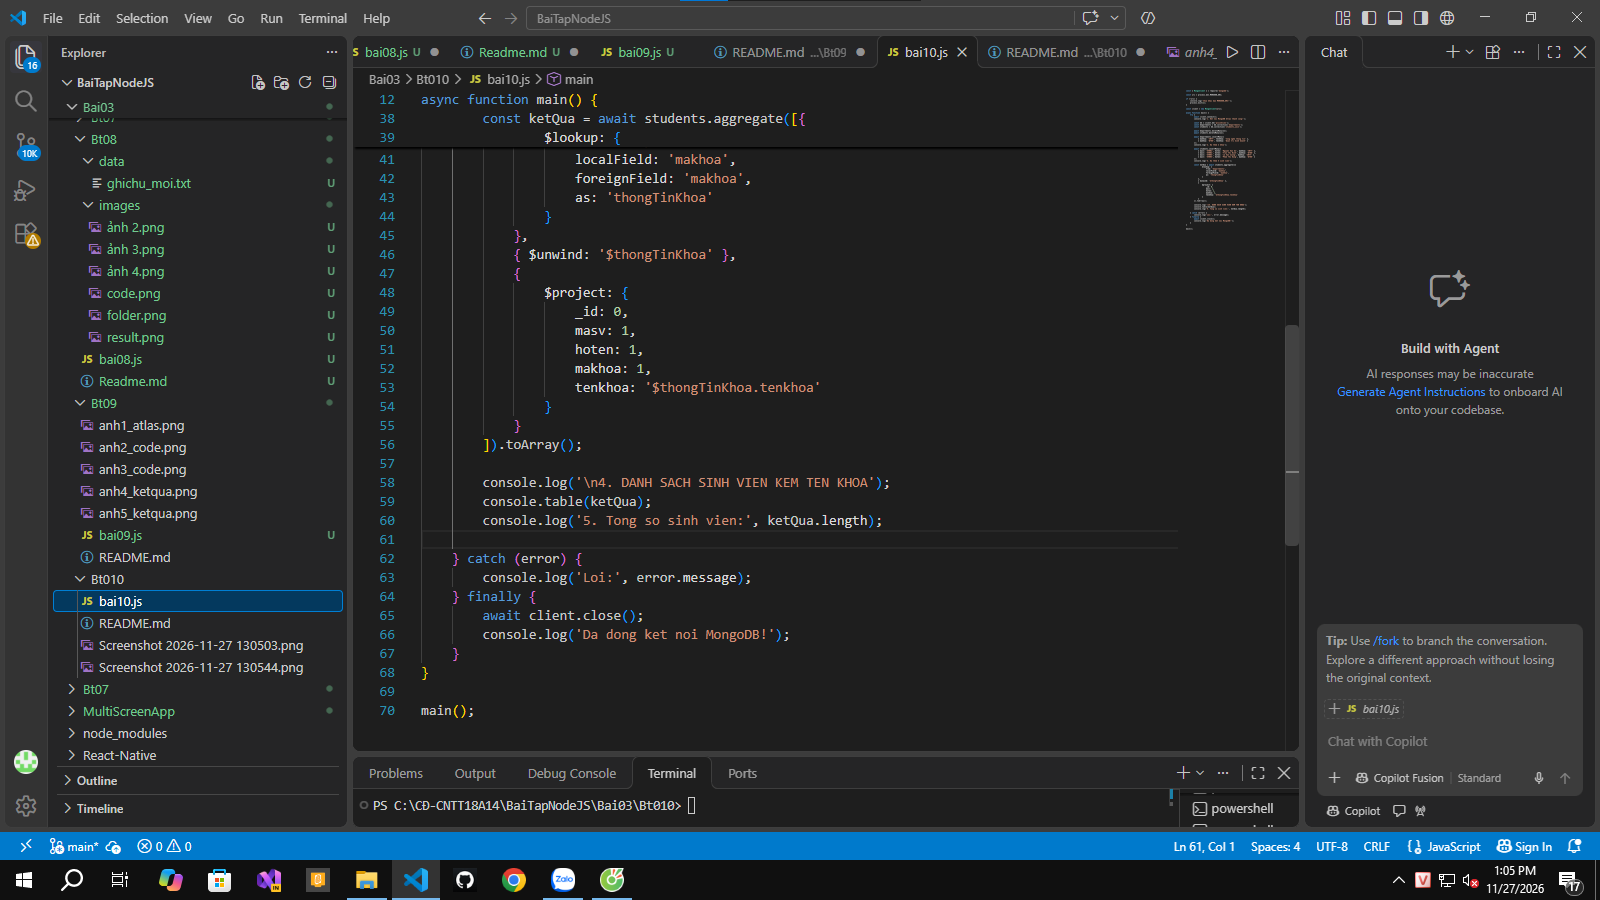 File Edit Selection View Go Run Terminal Help
BaiTapNodeJS
Explorer
BaiTapNodeJS
Bai03
Bt08
data
ghichu_moi.txt U
images
ảnh 2.png U
ảnh 3.png U
ảnh 4.png U
code.png U
folder.png U
result.png U
bai08.js U
Readme.md U
Bt09
anh1_atlas.png
anh2_code.png
anh3_code.png
anh4_ketqua.png
anh5_ketqua.png
bai09.js U
README.md
Bt010
bai10.js
README.md
Screenshot 2026-11-27 130503.png
Screenshot 2026-11-27 130544.png
Bt07
MultiScreenApp
node_modules
React-Native
Outline
Timeline
16
10K
bai08.js U
Readme.md U
JS bai09.js U
README.md ...\Bt09
JS bai10.js
README.md ...\Bt010
anh4_
Bai03 > Bt010 > JS bai10.js > main
12 async function main() {
38 const ketQua = await students.aggregate([{
39 $lookup: {
41 localField: 'makhoa',
42 foreignField: 'makhoa',
43 as: 'thongTinKhoa'
44 }
45 },
46 { $unwind: '$thongTinKhoa' },
47 {
48 $project: {
49 _id: 0,
50 masv: 1,
51 hoten: 1,
52 makhoa: 1,
53 tenkhoa: '$thongTinKhoa.tenkhoa'
54 }
55 }
56 ]).toArray();
57
58 console.log('\n4. DANH SACH SINH VIEN KEM TEN KHOA');
59 console.table(ketQua);
60 console.log('5. Tong so sinh vien:', ketQua.length);
61
62 } catch (error) {
63 console.log('Loi:', error.message);
64 } finally {
65 await client.close();
66 console.log('Da dong ket noi MongoDB!');
67 }
68 }
69
70 main();
Problems Output Debug Console Terminal Ports
PS C:\CĐ-CNTT18A14\BaiTapNodeJS\Bai03\Bt010>
powershell
Chat
Build with Agent
AI responses may be inaccurate
Generate Agent Instructions to onboard AI
onto your codebase.
Tip: Use /fork to branch the conversation.
Explore a different approach without losing
the original context.
JS bai10.js
Chat with Copilot
Copilot Fusion Standard
Copilot
main* 0 0
Ln 61, Col 1 Spaces: 4 UTF-8 CRLF {} JavaScript Sign In
Zalo
1:05 PM
11/27/2026
17